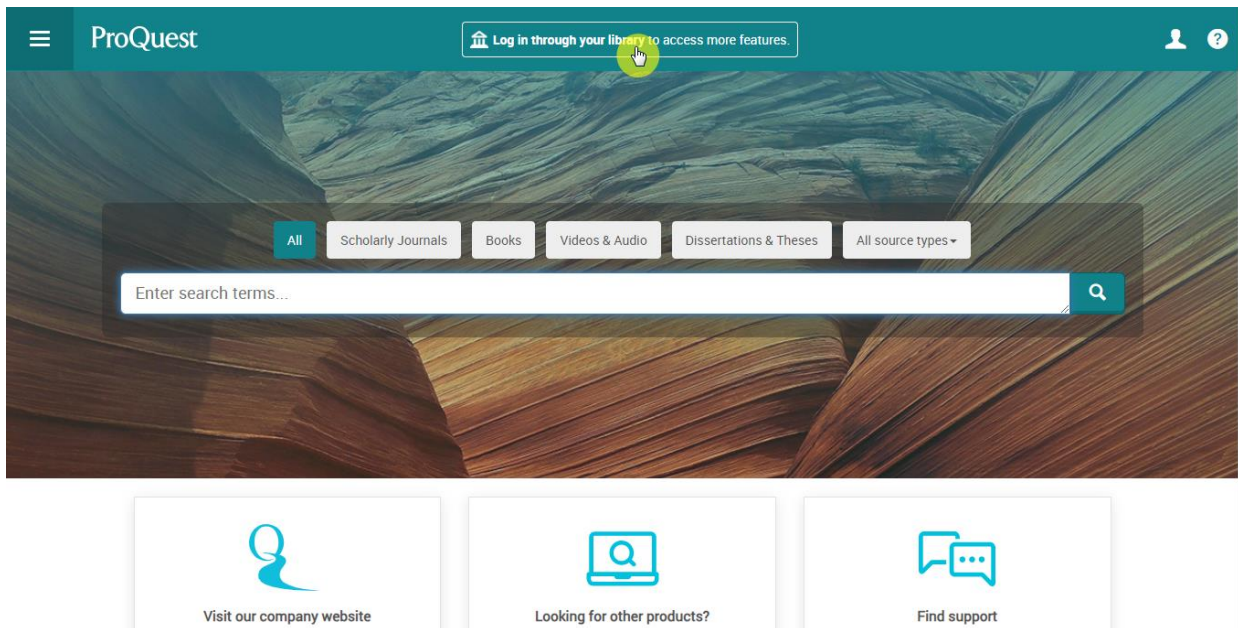 ProQuest
Log in through your library to access more features.
?
All
Scholarly Journals
Books
Videos & Audio
Dissertations & Theses
All source types
Enter search terms...
Visit our company website
Looking for other products?
Find support